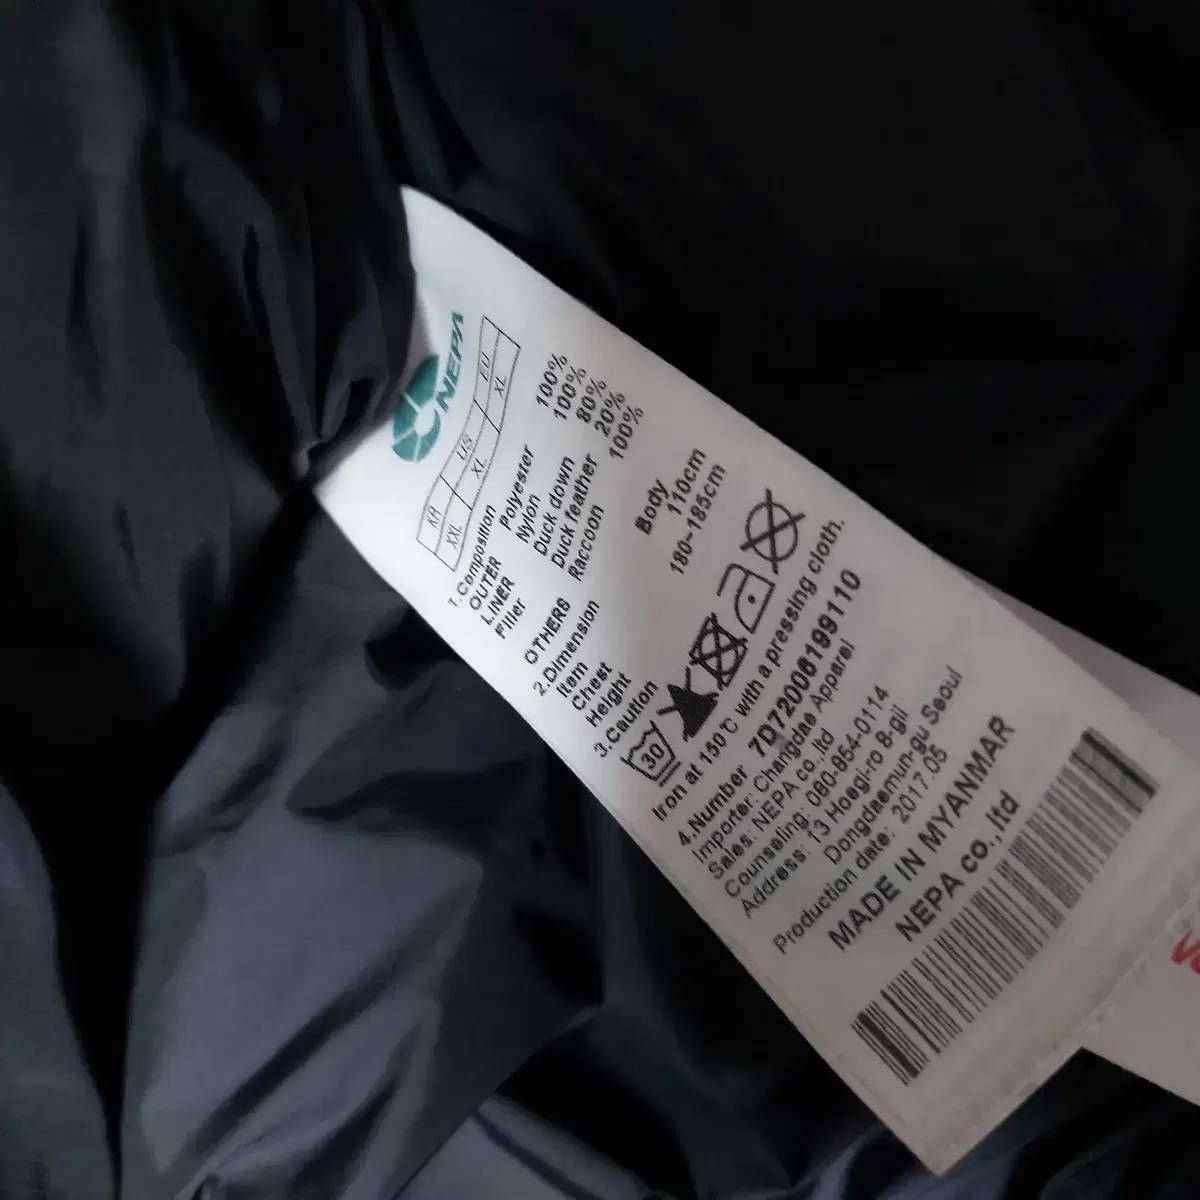 NEPA
KR US EU
XXL XL XL
1.Composition
OUTER Polyester 100%
LINER Nylon 100%
Filler Duck down 80%
Duck feather 20%
OTHERS Raccoon 100%
2.Dimension
Item Body
Chest 110cm
Height 180~185cm
3.Caution
30
Iron at 150℃ with a pressing cloth.
4.Number 7D72006199110
Importer: Changdae Apparel
Sales: NEPA co.,ltd
Counseling: 080-854-0114
Address: 13 Hoegi-ro 8-gil
Dongdaemun-gu Seoul
Production date: 2017.05
MADE IN MYANMAR
NEPA co.,ltd